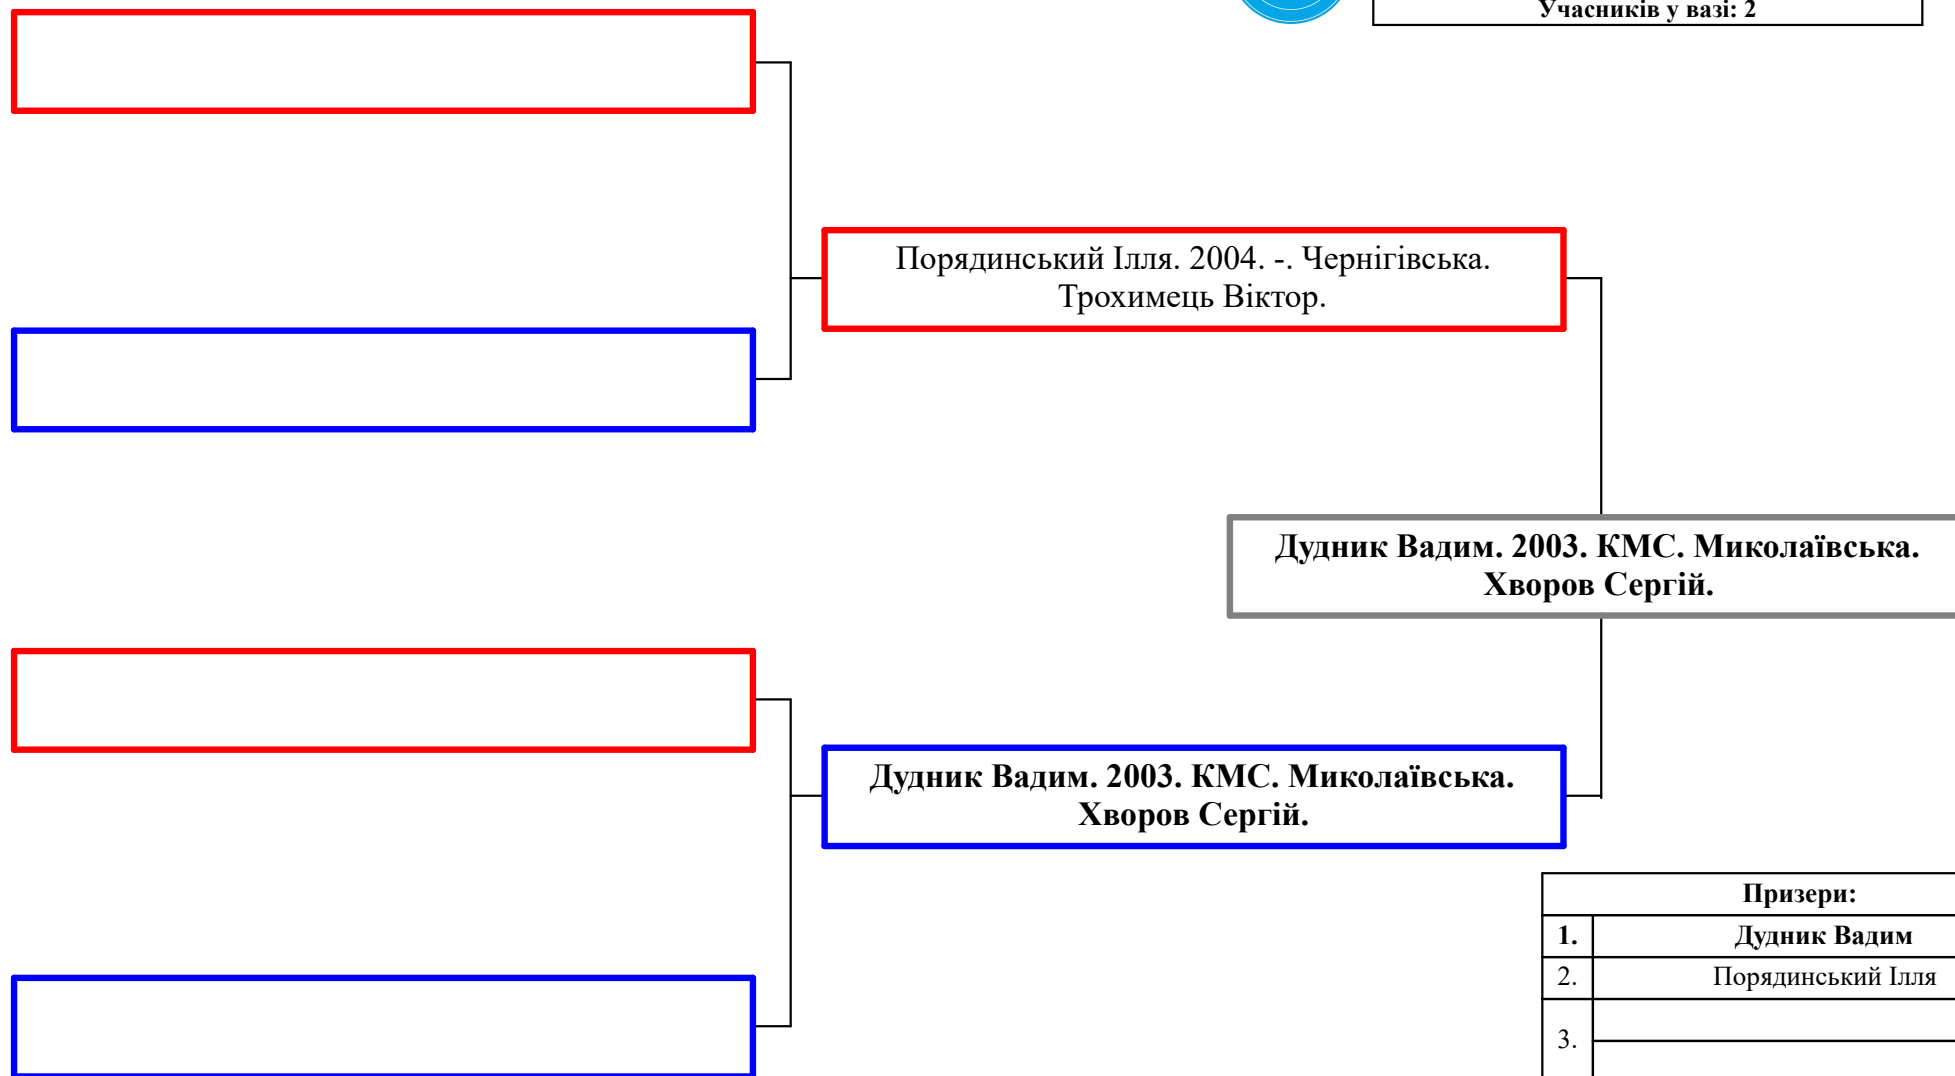 Учасників у вазі: 2
Порядинський Ілля. 2004. -. Чернігівська.
Трохимець Віктор.
Дудник Вадим. 2003. КМС. Миколаївська.
Хворов Сергій.
Дудник Вадим. 2003. КМС. Миколаївська.
Хворов Сергій.
Призери:
1. Дудник Вадим
2. Порядинський Ілля
3.